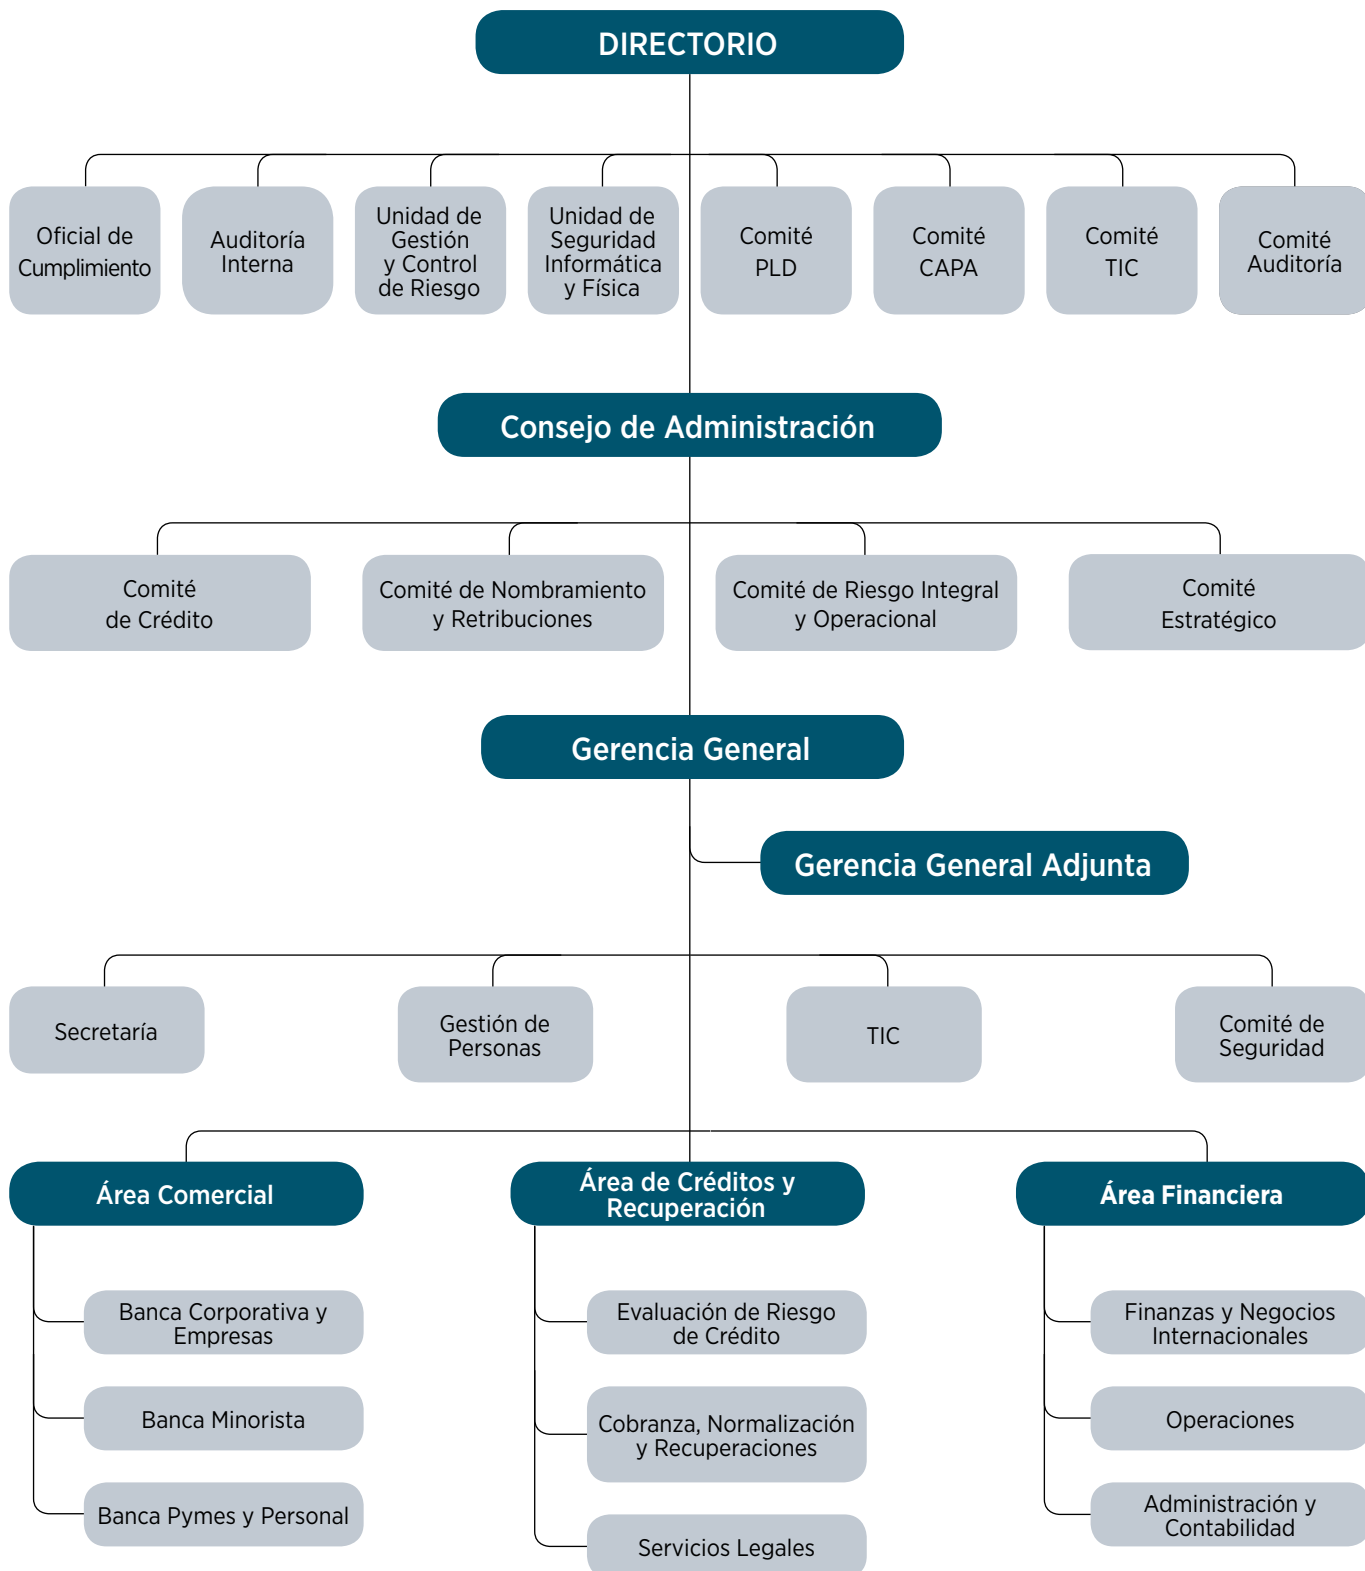 DIRECTORIO
Oficial de
Cumplimiento
Auditoría
Interna
Unidad de
Gestión
y Control
de Riesgo
Unidad de
Seguridad
Informática
y Física
Comité
PLD
Comité
CAPA
Comité
TIC
Comité
Auditoría
Consejo de Administración
Comité
de Crédito
Comité de Nombramiento
y Retribuciones
Comité de Riesgo Integral
y Operacional
Comité
Estratégico
Gerencia General
Gerencia General Adjunta
Secretaría
Gestión de
Personas
TIC
Comité de
Seguridad
Área Comercial
Banca Corporativa y
Empresas
Banca Minorista
Banca Pymes y Personal
Área de Créditos y
Recuperación
Evaluación de Riesgo
de Crédito
Cobranza, Normalización
y Recuperaciones
Servicios Legales
Área Financiera
Finanzas y Negocios
Internacionales
Operaciones
Administración y
Contabilidad